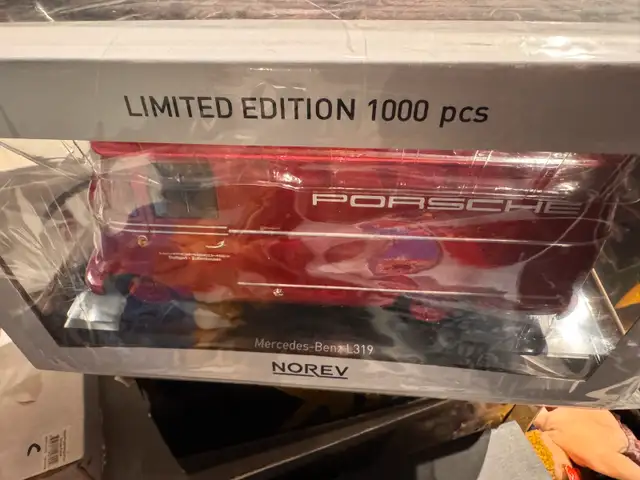 LIMITED EDITION 1000 pcs
PORSCHE
Mercedes-Benz L319
NOREV